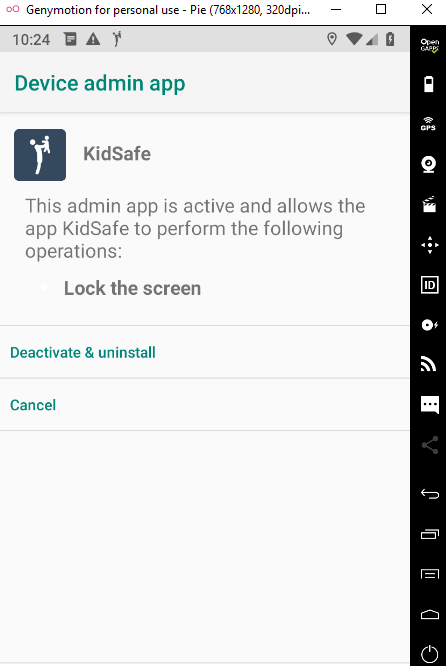 Genymotion for personal use - Pie (768x1280, 320dpi...
10:24
Open
GAPPS
Device admin app
GPS
KidSafe
This admin app is active and allows the
app KidSafe to perform the following
operations:
Lock the screen
ID
Deactivate & uninstall
Cancel